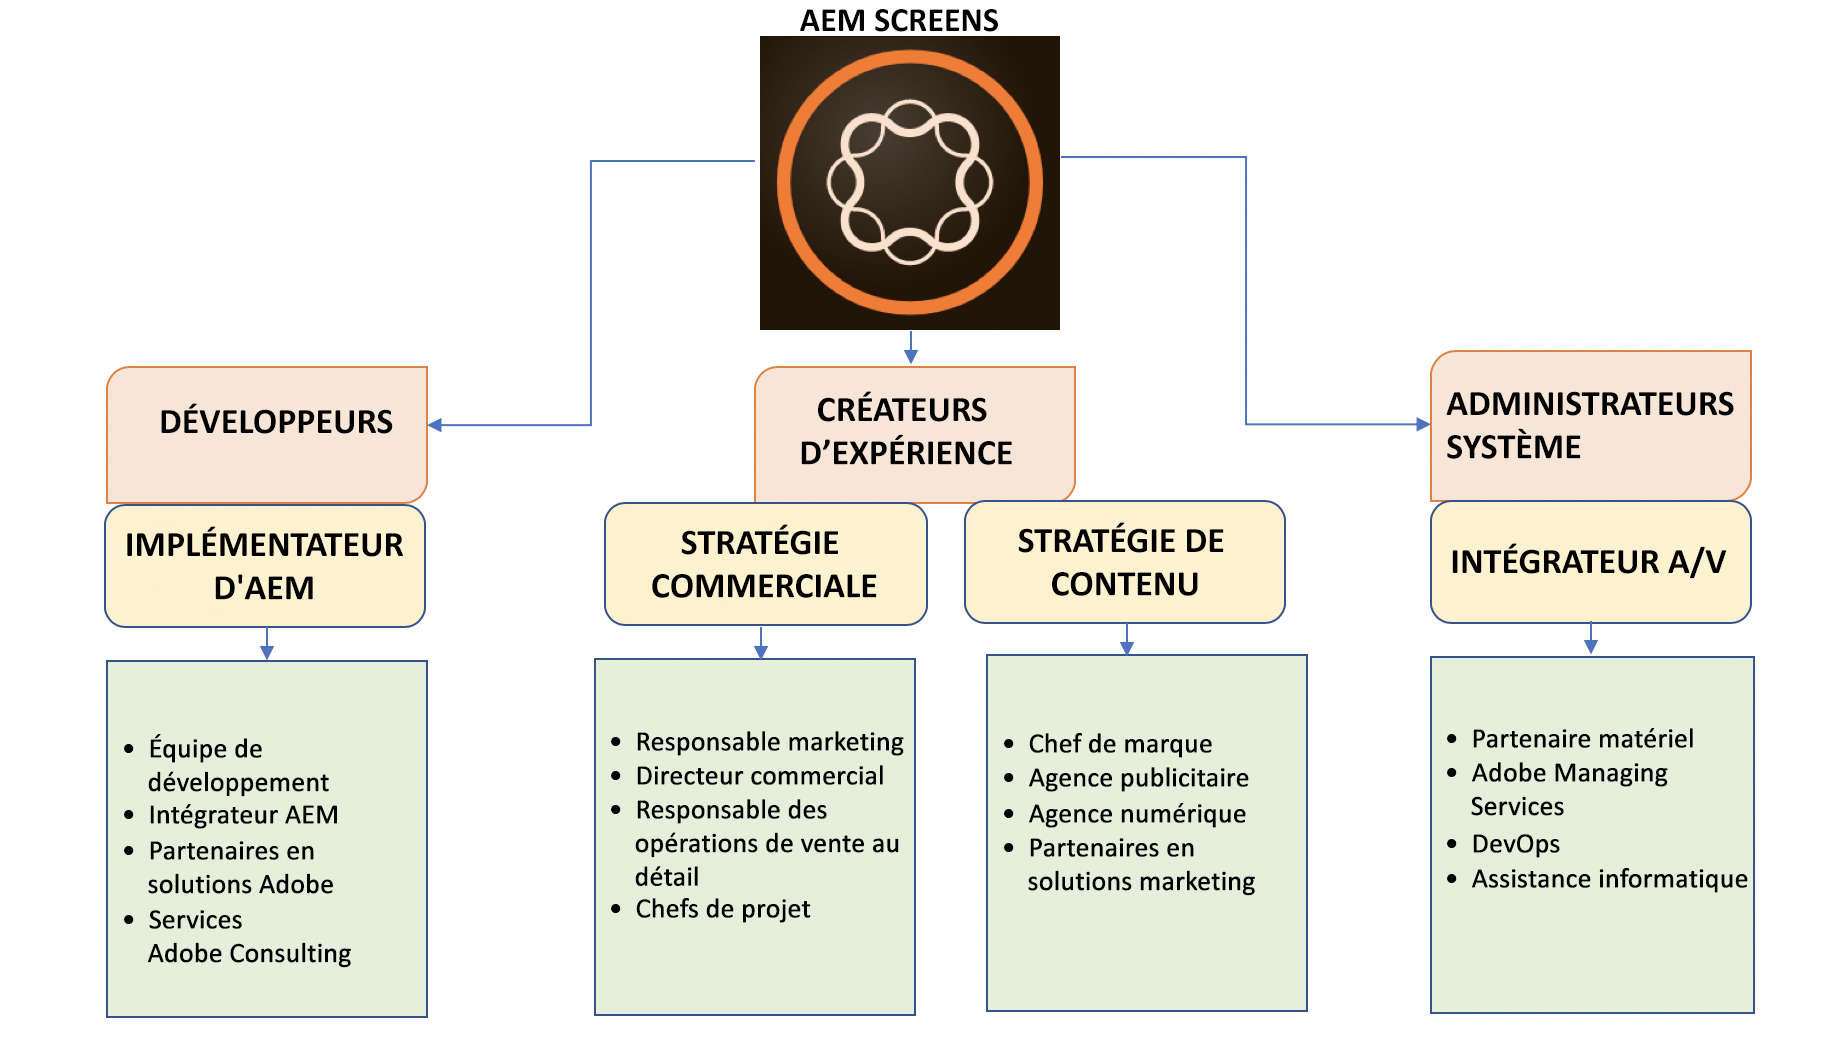 AEM SCREENS
DÉVELOPPEURS
CRÉATEURS
D’EXPÉRIENCE
ADMINISTRATEURS
SYSTÈME
IMPLÉMENTATEUR
D'AEM
STRATÉGIE
COMMERCIALE
STRATÉGIE DE
CONTENU
INTÉGRATEUR A/V
• Équipe de
développement
• Intégrateur AEM
• Partenaires en
solutions Adobe
• Services
Adobe Consulting
• Responsable marketing
• Directeur commercial
• Responsable des
opérations de vente au
détail
• Chefs de projet
• Chef de marque
• Agence publicitaire
• Agence numérique
• Partenaires en
solutions marketing
• Partenaire matériel
• Adobe Managing
Services
• DevOps
• Assistance informatique